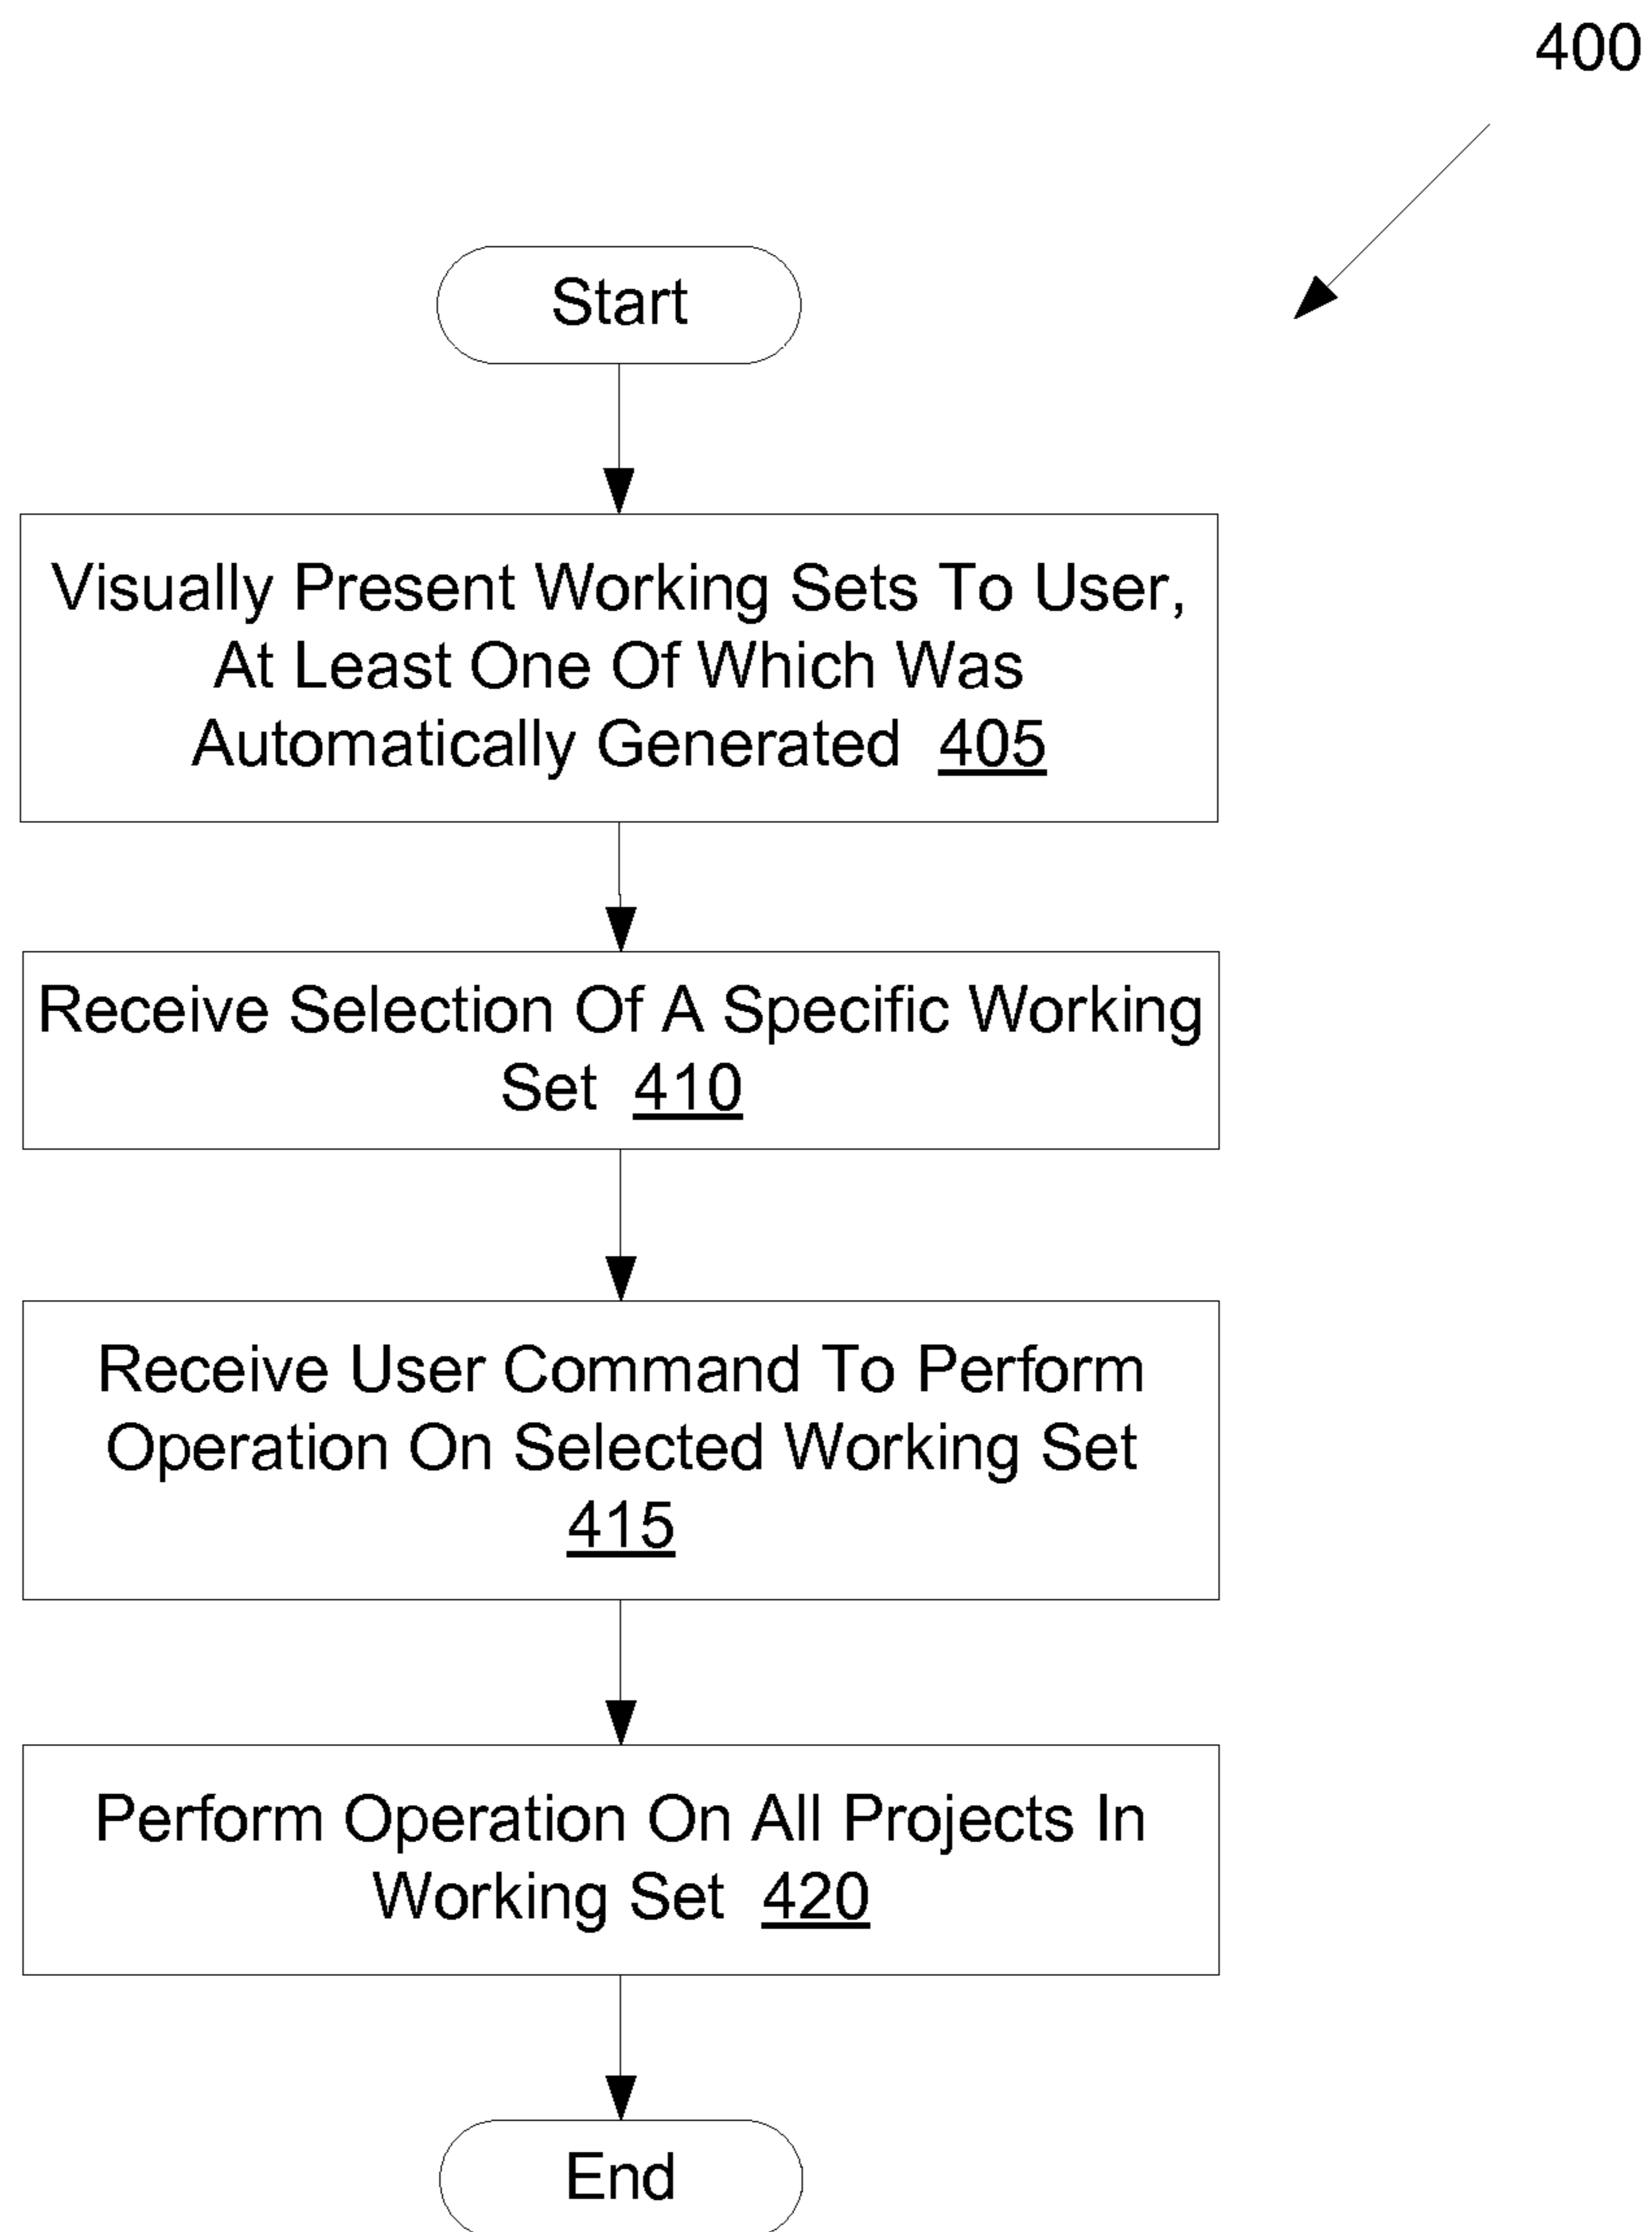 400
Start
Visually Present Working Sets To User,
At Least One Of Which Was
Automatically Generated 405
Receive Selection Of A Specific Working
Set 410
Receive User Command To Perform
Operation On Selected Working Set
415
Perform Operation On All Projects In
Working Set 420
End